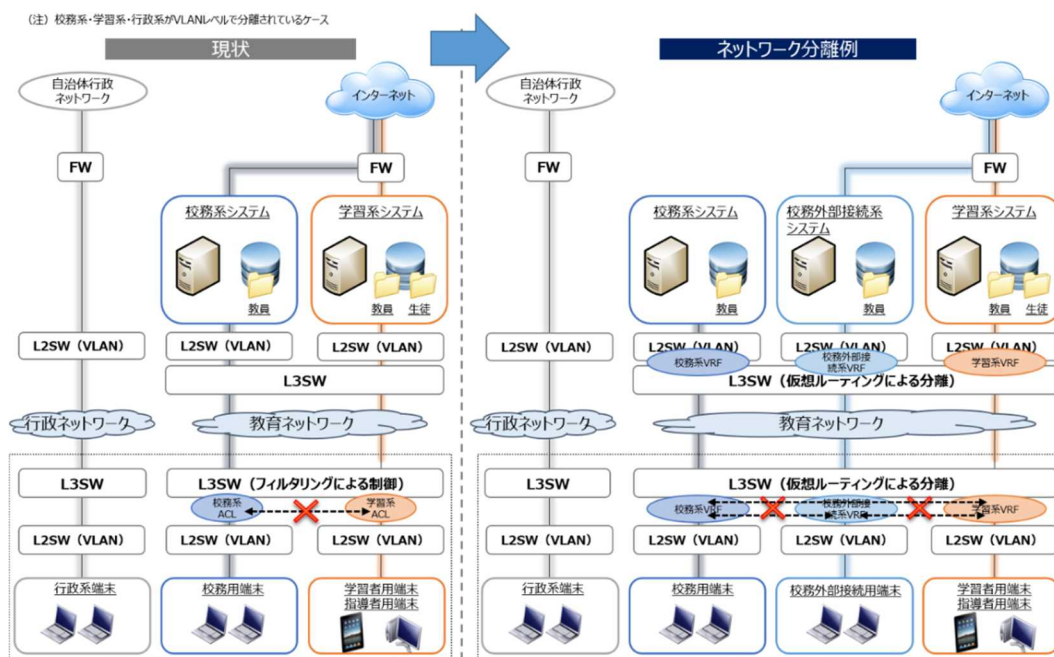 （注）校務系・学習系・行政系がVLANレベルで分離されているケース
現状
ネットワーク分離例
自治体行政
ネットワーク
インターネット
FW
FW
校務系システム
学習系システム
教員
教員
生徒
L2SW（VLAN）
L2SW（VLAN）
L2SW（VLAN）
L3SW
行政ネットワーク
教育ネットワーク
L3SW
L3SW（フィルタリングによる制御）
校務系
ACL
学習系
ACL
L2SW（VLAN）
L2SW（VLAN）
L2SW（VLAN）
行政系端末
校務用端末
学習者用端末
指導者用端末
自治体行政
ネットワーク
インターネット
FW
FW
校務系システム
校務外部接続系
システム
学習系システム
教員
教員
教員
生徒
L2SW（VLAN）
L2SW（VLAN）
L2SW（VLAN）
L2SW（VLAN）
校務系VRF
校務外部接
続系VRF
学習系VRF
L3SW（仮想ルーティングによる分離）
行政ネットワーク
教育ネットワーク
L3SW
L3SW（仮想ルーティングによる分離）
校務系VRF
校務外部接
続系VRF
学習系VRF
L2SW（VLAN）
L2SW（VLAN）
L2SW（VLAN）
L2SW（VLAN）
行政系端末
校務用端末
校務外部接続用端末
学習者用端末
指導者用端末